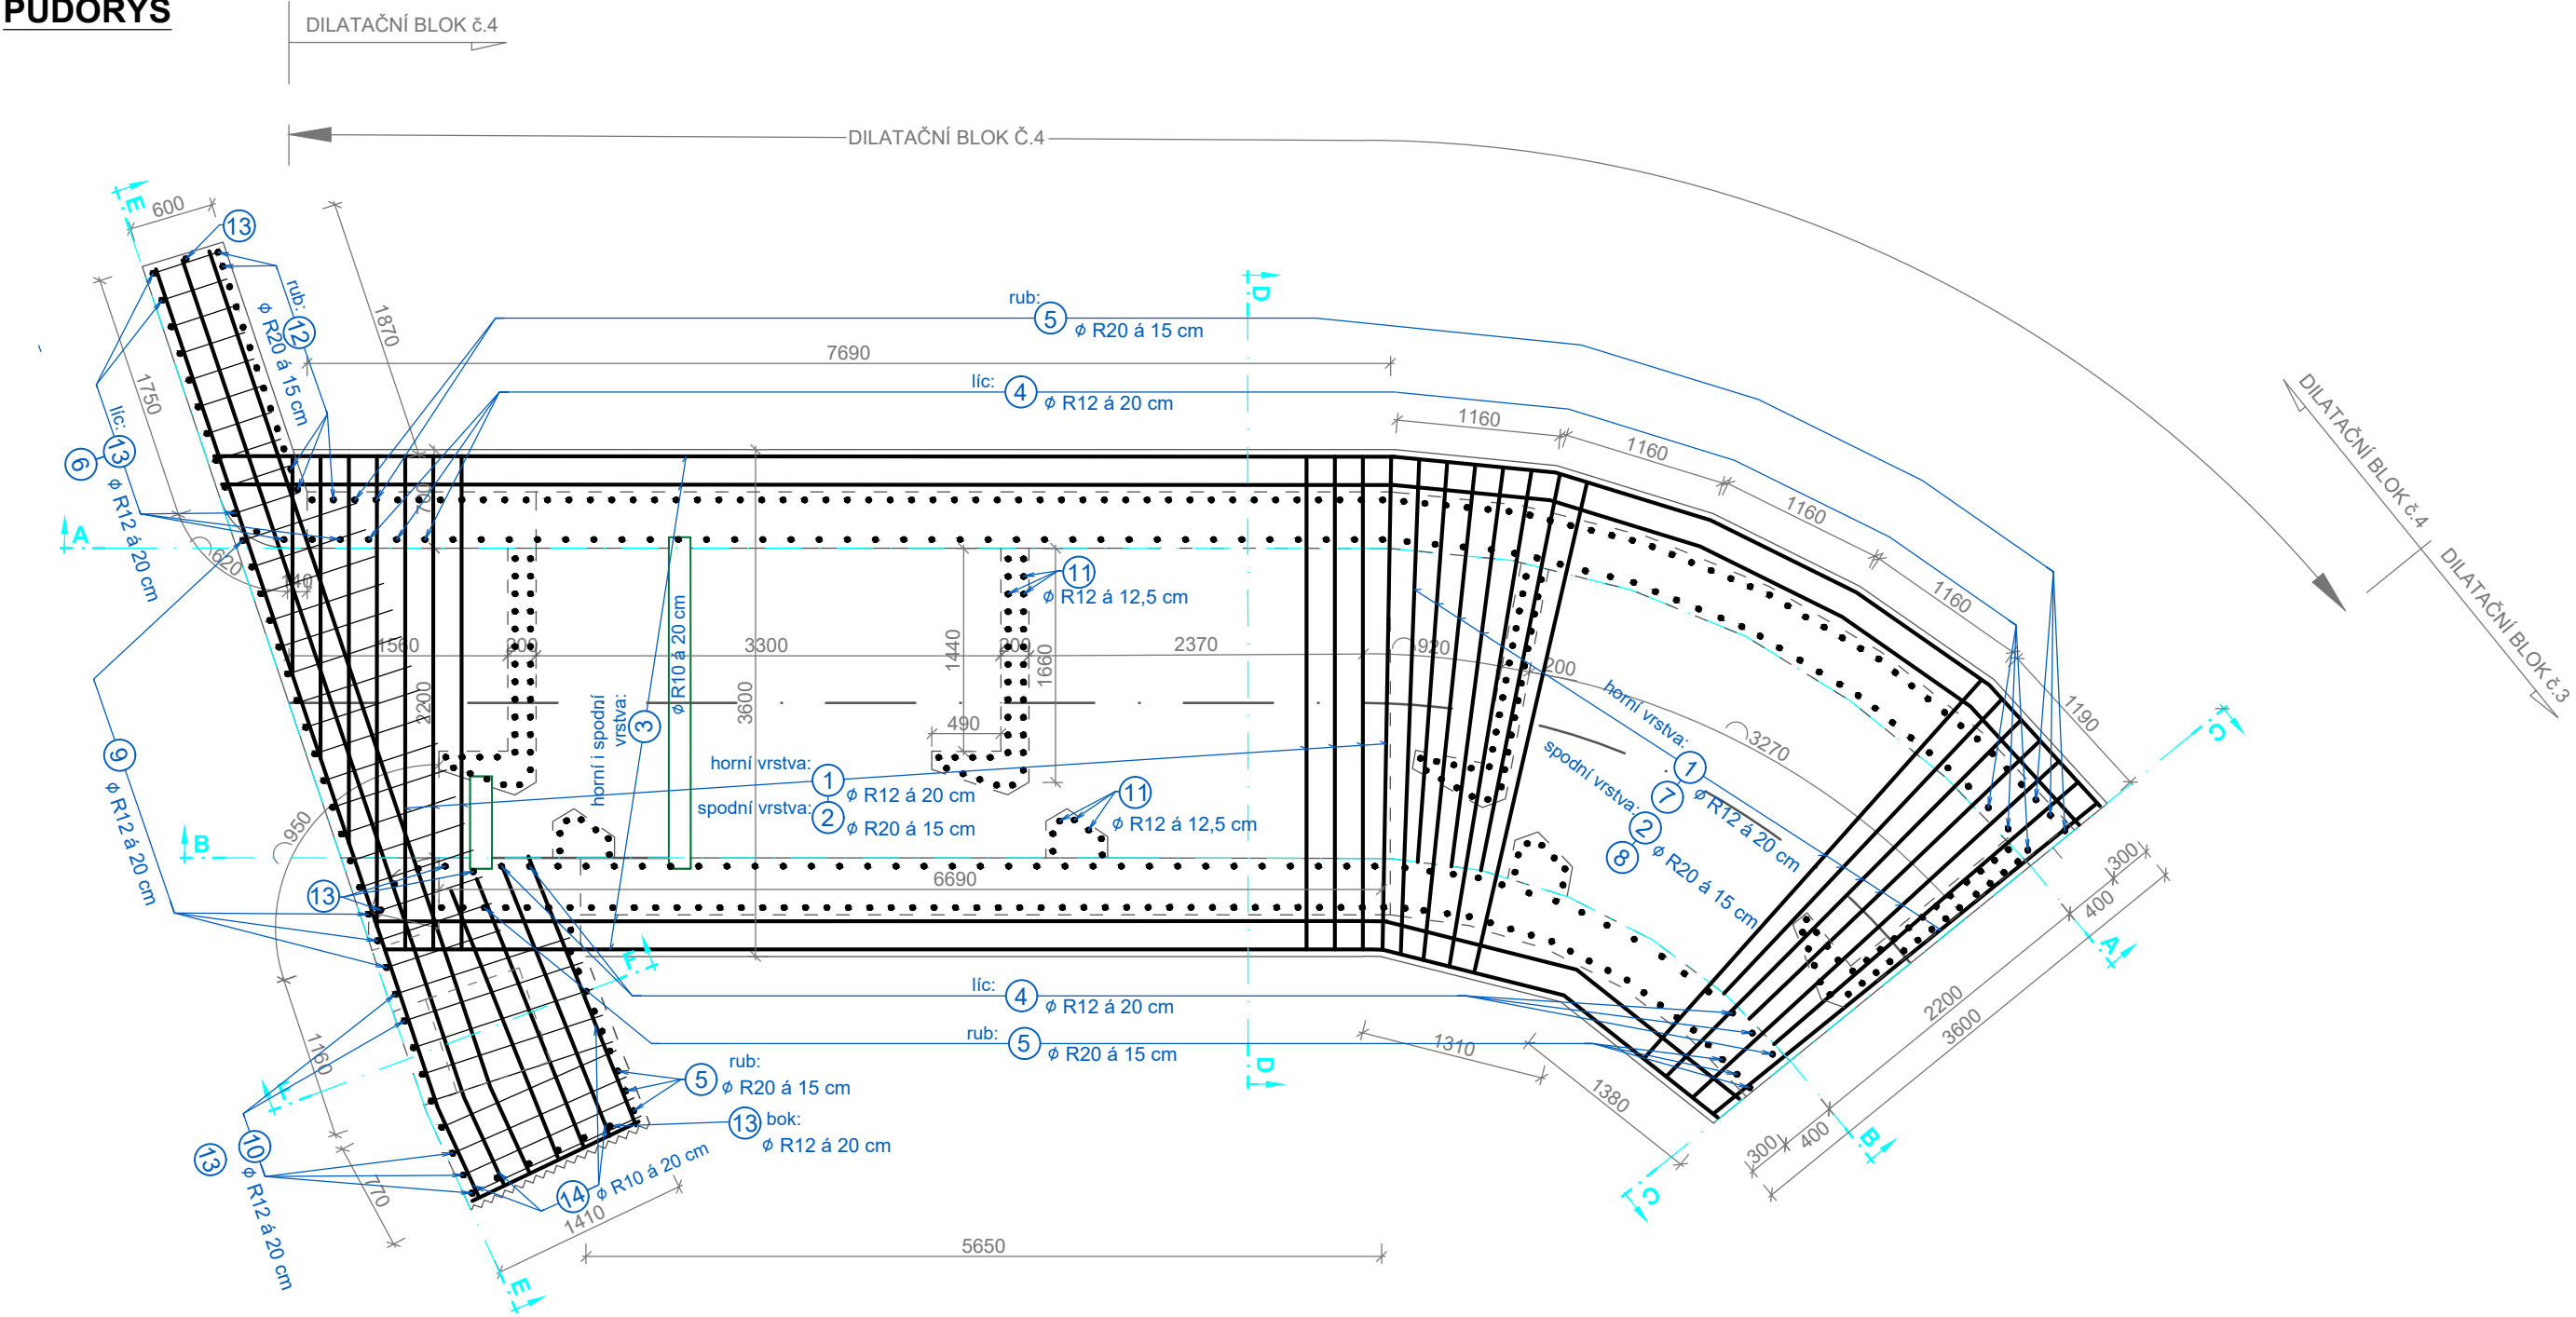 PŮDORYS
DILATAČNÍ BLOK č.4
DILATAČNÍ BLOK Č.4
DILATAČNÍ BLOK č.4
DILATAČNÍ BLOK č.3
E
600
13
rub:
12
ϕ R20 á 15 cm
1870
1750
líc:
13
6
ϕ R12 á 20 cm
rub:
5
ϕ R20 á 15 cm
7690
líc:
4
ϕ R12 á 20 cm
D
1160
1160
1160
1160
1190
A
620
140
700
11
ϕ R12 á 12,5 cm
1560
200
3300
1440
200
1660
2370
920
200
3270
2200
3600
490
horní i spodní
vrstva:
3
ϕ R10 á 20 cm
horní vrstva:
1
ϕ R12 á 20 cm
spodní vrstva:
2
ϕ R20 á 15 cm
11
ϕ R12 á 12,5 cm
horní vrstva:
1
7
ϕ R12 á 20 cm
spodní vrstva:
2
8
ϕ R20 á 15 cm
C
9
ϕ R12 á 20 cm
950
B
13
6690
300
400
A
2200
3600
F
líc:
4
ϕ R12 á 20 cm
rub:
5
ϕ R20 á 15 cm
1160
F
rub:
5
ϕ R20 á 15 cm
13
bok:
ϕ R12 á 20 cm
D
1310
1380
300
400
B
C
13
10
ϕ R12 á 20 cm
14
ϕ R10 á 20 cm
770
1410
5650
E